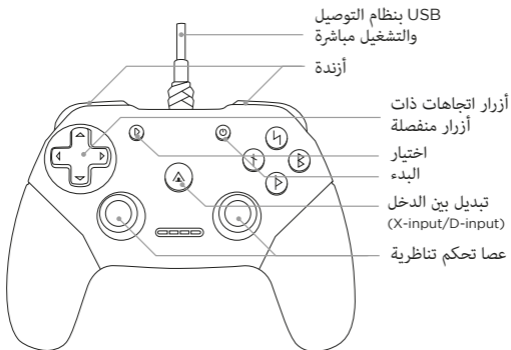 USB بنظام التوصيل
والتشغيل مباشرة
أزندة
أزرار اتجاهات ذات
أزرار منفصلة
اختيار
البدء
تبديل بين الدخل
(X-input/D-input)
عصا تحكم تناظرية